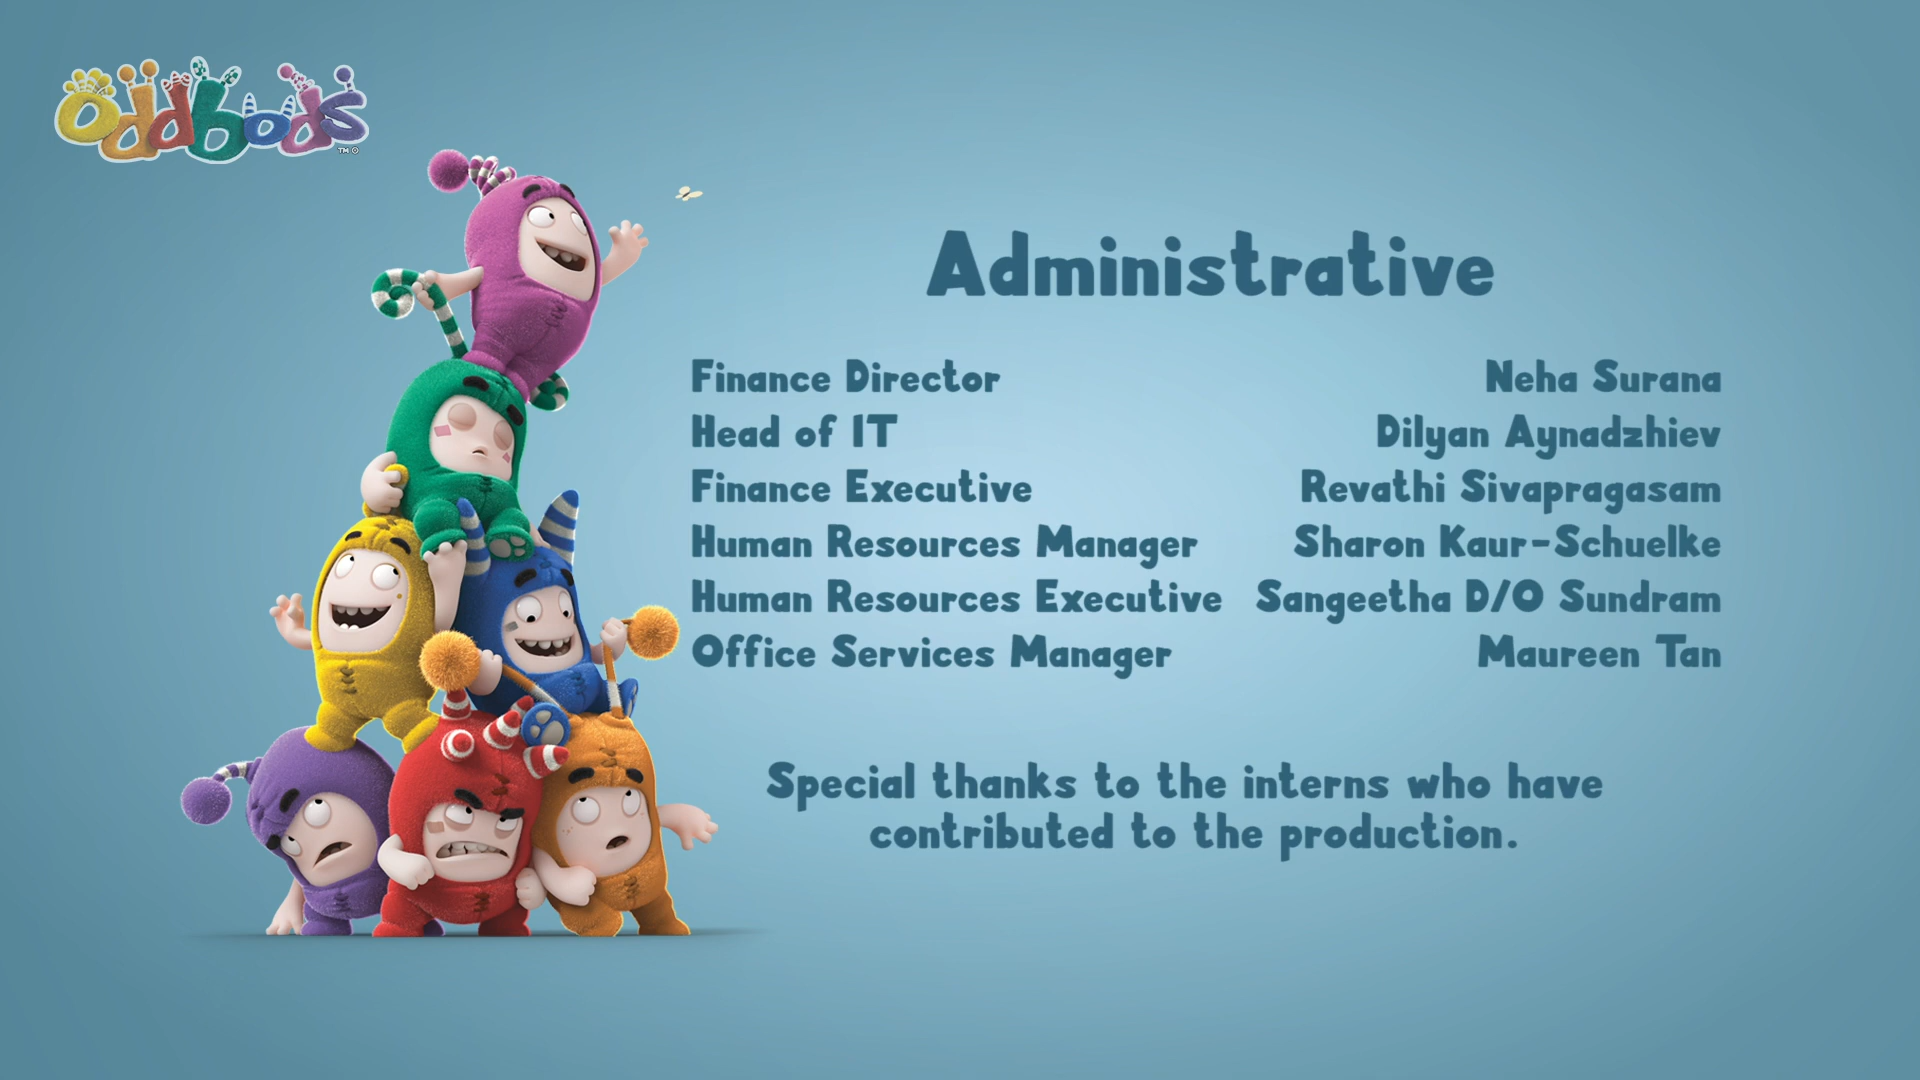 Oddbods
TM ©
Administrative
Finance Director Neha Surana
Head of IT Dilyan Aynadzhiev
Finance Executive Revathi Sivapragasam
Human Resources Manager Sharon Kaur-Schuelke
Human Resources Executive Sangeetha D/O Sundram
Office Services Manager Maureen Tan
Special thanks to the interns who have
contributed to the production.